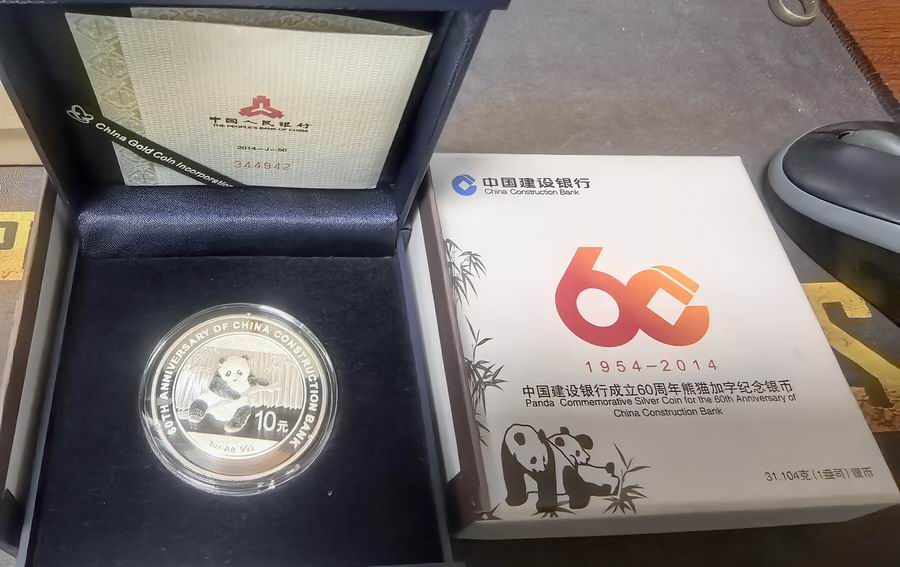 中国人民银行
THE PEOPLE'S BANK OF CHINA
2014-J-50
344942
China Gold Coin Incorporation
60TH ANNIVERSARY OF CHINA CONSTRUCTION BANK
10元
1oz Ag .999
中国建设银行
China Construction Bank
60
1954-2014
中国建设银行成立60周年熊猫加字纪念银币
Panda Commemorative Silver Coin for the 60th Anniversary of
China Construction Bank
31.104克(1盎司)银币